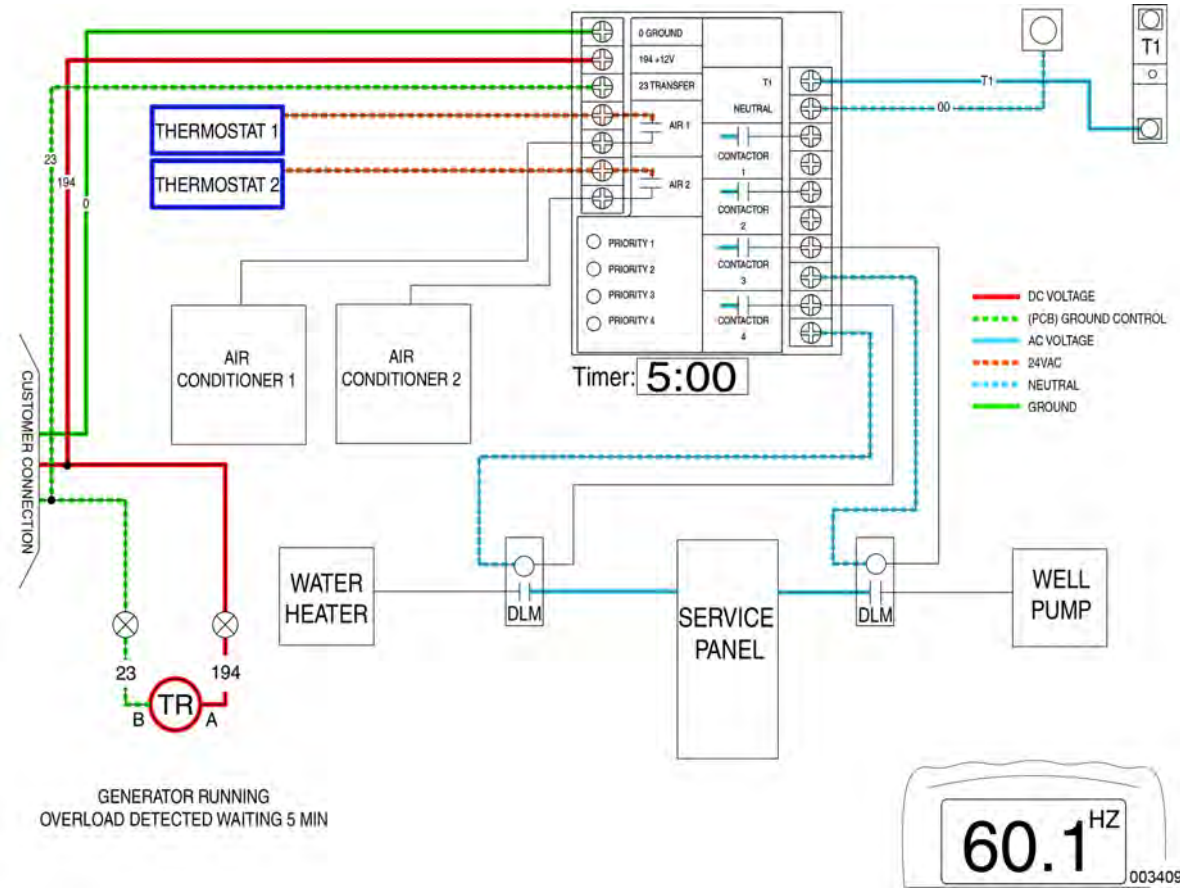 0 GROUND
194 +12V
23 TRANSFER
AIR 1
AIR 2
T1
NEUTRAL
CONTACTOR
1
CONTACTOR
2
CONTACTOR
3
CONTACTOR
4
PRIORITY 1
PRIORITY 2
PRIORITY 3
PRIORITY 4
T1
00
T1
THERMOSTAT 1
THERMOSTAT 2
23
194
0
AIR
CONDITIONER 1
AIR
CONDITIONER 2
Timer: 5:00
DC VOLTAGE
(PCB) GROUND CONTROL
AC VOLTAGE
24VAC
NEUTRAL
GROUND
CUSTOMER CONNECTION
WATER
HEATER
DLM
SERVICE
PANEL
DLM
WELL
PUMP
23
194
TR
B
A
GENERATOR RUNNING
OVERLOAD DETECTED WAITING 5 MIN
60.1 HZ
003409